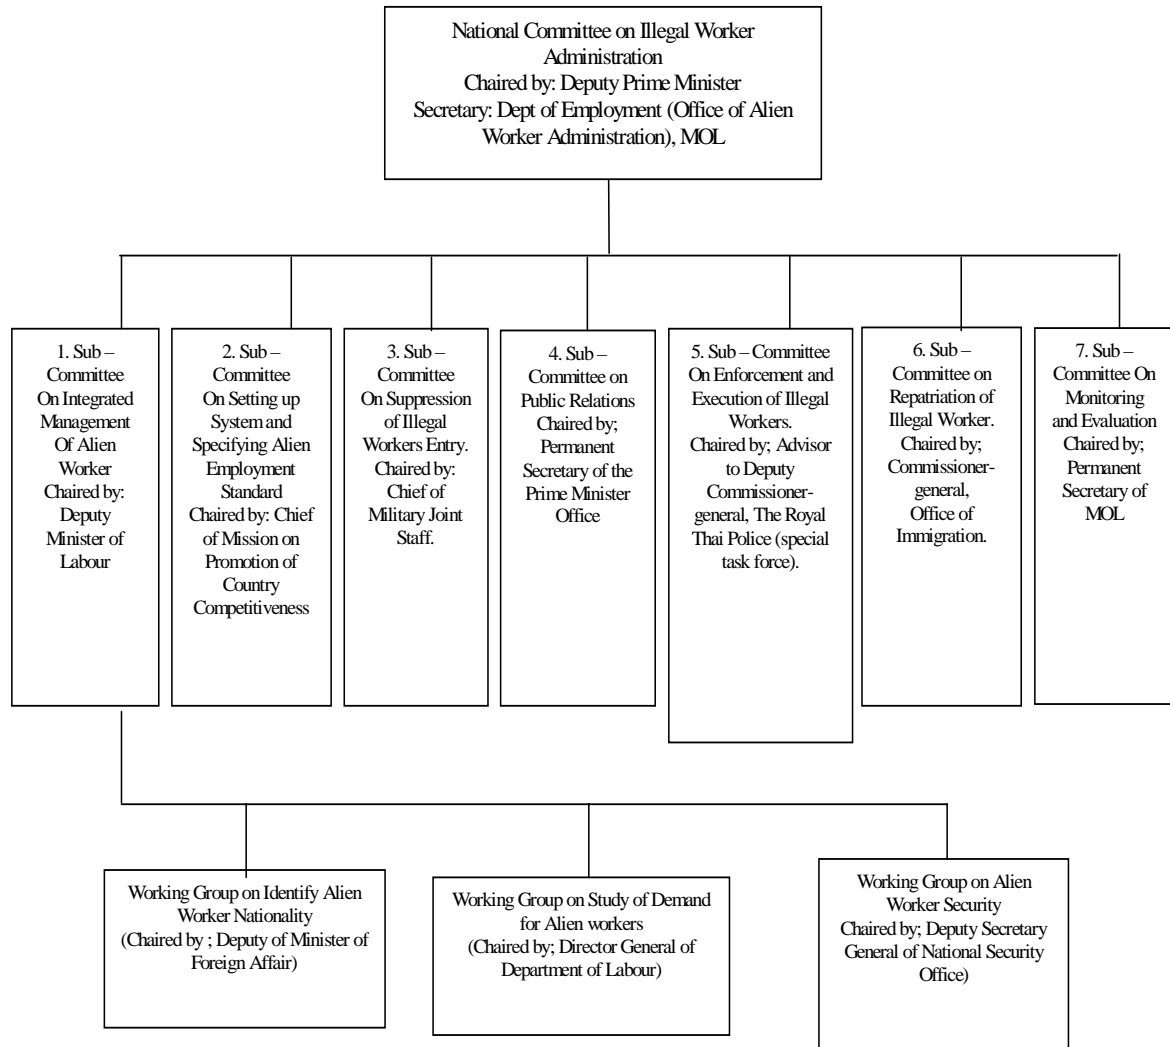 National Committee on Illegal Worker
Administration
Chaired by: Deputy Prime Minister
Secretary: Dept of Employment (Office of Alien
Worker Administration), MOL
1. Sub –
Committee
On Integrated
Management
Of Alien
Worker
Chaired by:
Deputy
Minister of
Labour
2. Sub –
Committee
On Setting up
System and
Specifying Alien
Employment
Standard
Chaired by: Chief
of Mission on
Promotion of
Country
Competitiveness
3. Sub –
Committee
On Suppression
of Illegal
Workers Entry.
Chaired by:
Chief of
Military Joint
Staff.
4. Sub –
Committee on
Public Relations
Chaired by;
Permanent
Secretary of the
Prime Minister
Office
5. Sub – Committee
On Enforcement and
Execution of Illegal
Workers.
Chaired by; Advisor
to Deputy
Commissioner-
general, The Royal
Thai Police (special
task force).
6. Sub –
Committee on
Repatriation of
Illegal Worker.
Chaired by;
Commissioner-
general,
Office of
Immigration.
7. Sub –
Committee On
Monitoring
and Evaluation
Chaired by;
Permanent
Secretary of
MOL
Working Group on Identify Alien
Worker Nationality
(Chaired by ; Deputy of Minister of
Foreign Affair)
Working Group on Study of Demand
for Alien workers
(Chaired by; Director General of
Department of Labour)
Working Group on Alien
Worker Security
Chaired by; Deputy Secretary
General of National Security
Office)